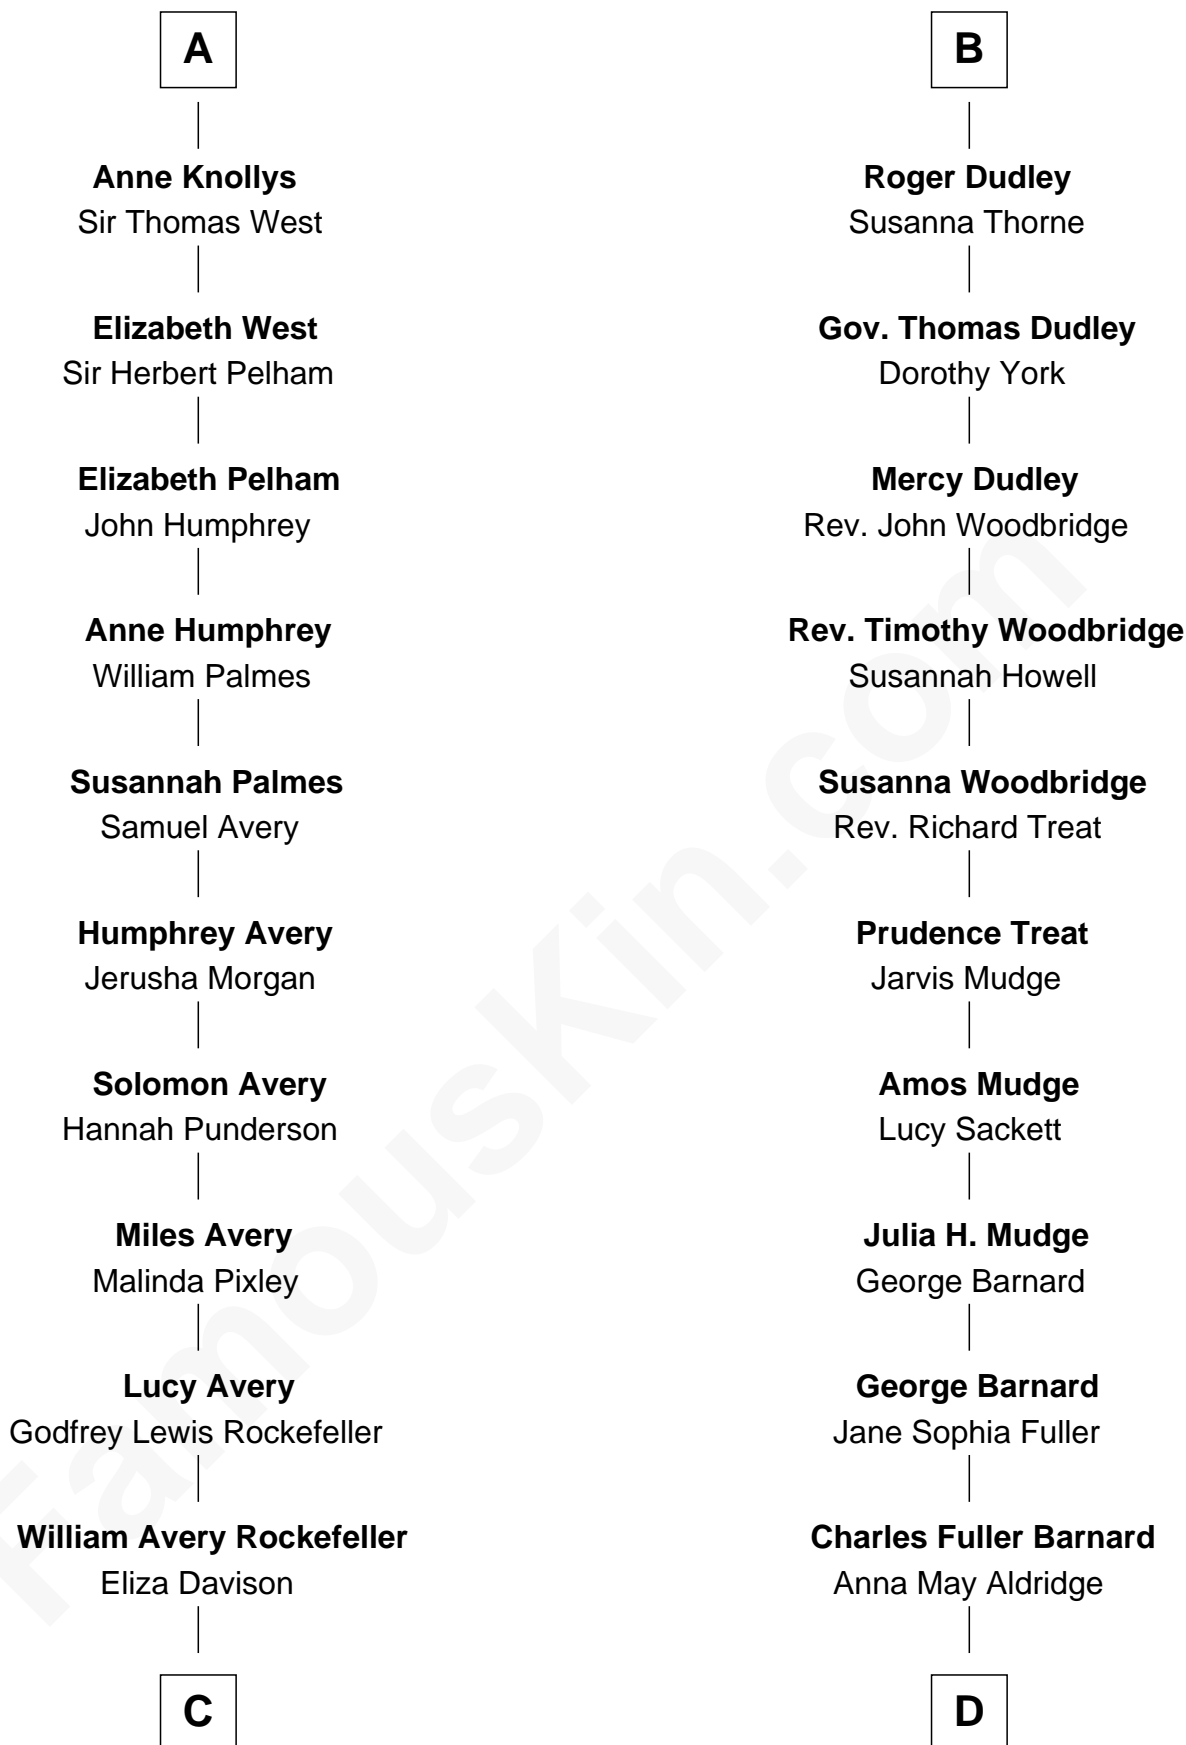 A
Anne Knollys
Sir Thomas West
Elizabeth West
Sir Herbert Pelham
Elizabeth Pelham
John Humphrey
Anne Humphrey
William Palmes
Susannah Palmes
Samuel Avery
Humphrey Avery
Jerusha Morgan
Solomon Avery
Hannah Punderson
Miles Avery
Malinda Pixley
Lucy Avery
Godfrey Lewis Rockefeller
William Avery Rockefeller
Eliza Davison
C
B
Roger Dudley
Susanna Thorne
Gov. Thomas Dudley
Dorothy York
Mercy Dudley
Rev. John Woodbridge
Rev. Timothy Woodbridge
Susannah Howell
Susanna Woodbridge
Rev. Richard Treat
Prudence Treat
Jarvis Mudge
Amos Mudge
Lucy Sackett
Julia H. Mudge
George Barnard
George Barnard
Jane Sophia Fuller
Charles Fuller Barnard
Anna May Aldridge
D
FamousKin.com